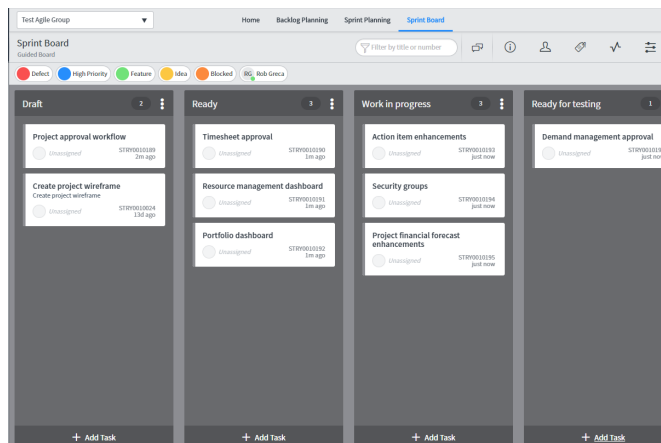 Test Agile Group
Home
Backlog Planning
Sprint Planning
Sprint Board
Sprint Board
Guided Board
Filter by title or number
Defect
High Priority
Feature
Idea
Blocked
RG Rob Greca
Draft
2
Project approval workflow
Unassigned
STRY0010189
2m ago
Create project wireframe
Create project wireframe
Unassigned
STRY0010024
13d ago
+ Add Task
Ready
3
Timesheet approval
Unassigned
STRY0010190
1m ago
Resource management dashboard
Unassigned
STRY0010191
1m ago
Portfolio dashboard
Unassigned
STRY0010192
1m ago
Work in progress
3
Action item enhancements
Unassigned
STRY0010193
just now
Security groups
Unassigned
STRY0010194
just now
Project financial forecast
enhancements
Unassigned
STRY0010195
just now
+ Add Task
Ready for testing
1
Demand management approval
Unassigned
STRY001019
just no
+ Add Task